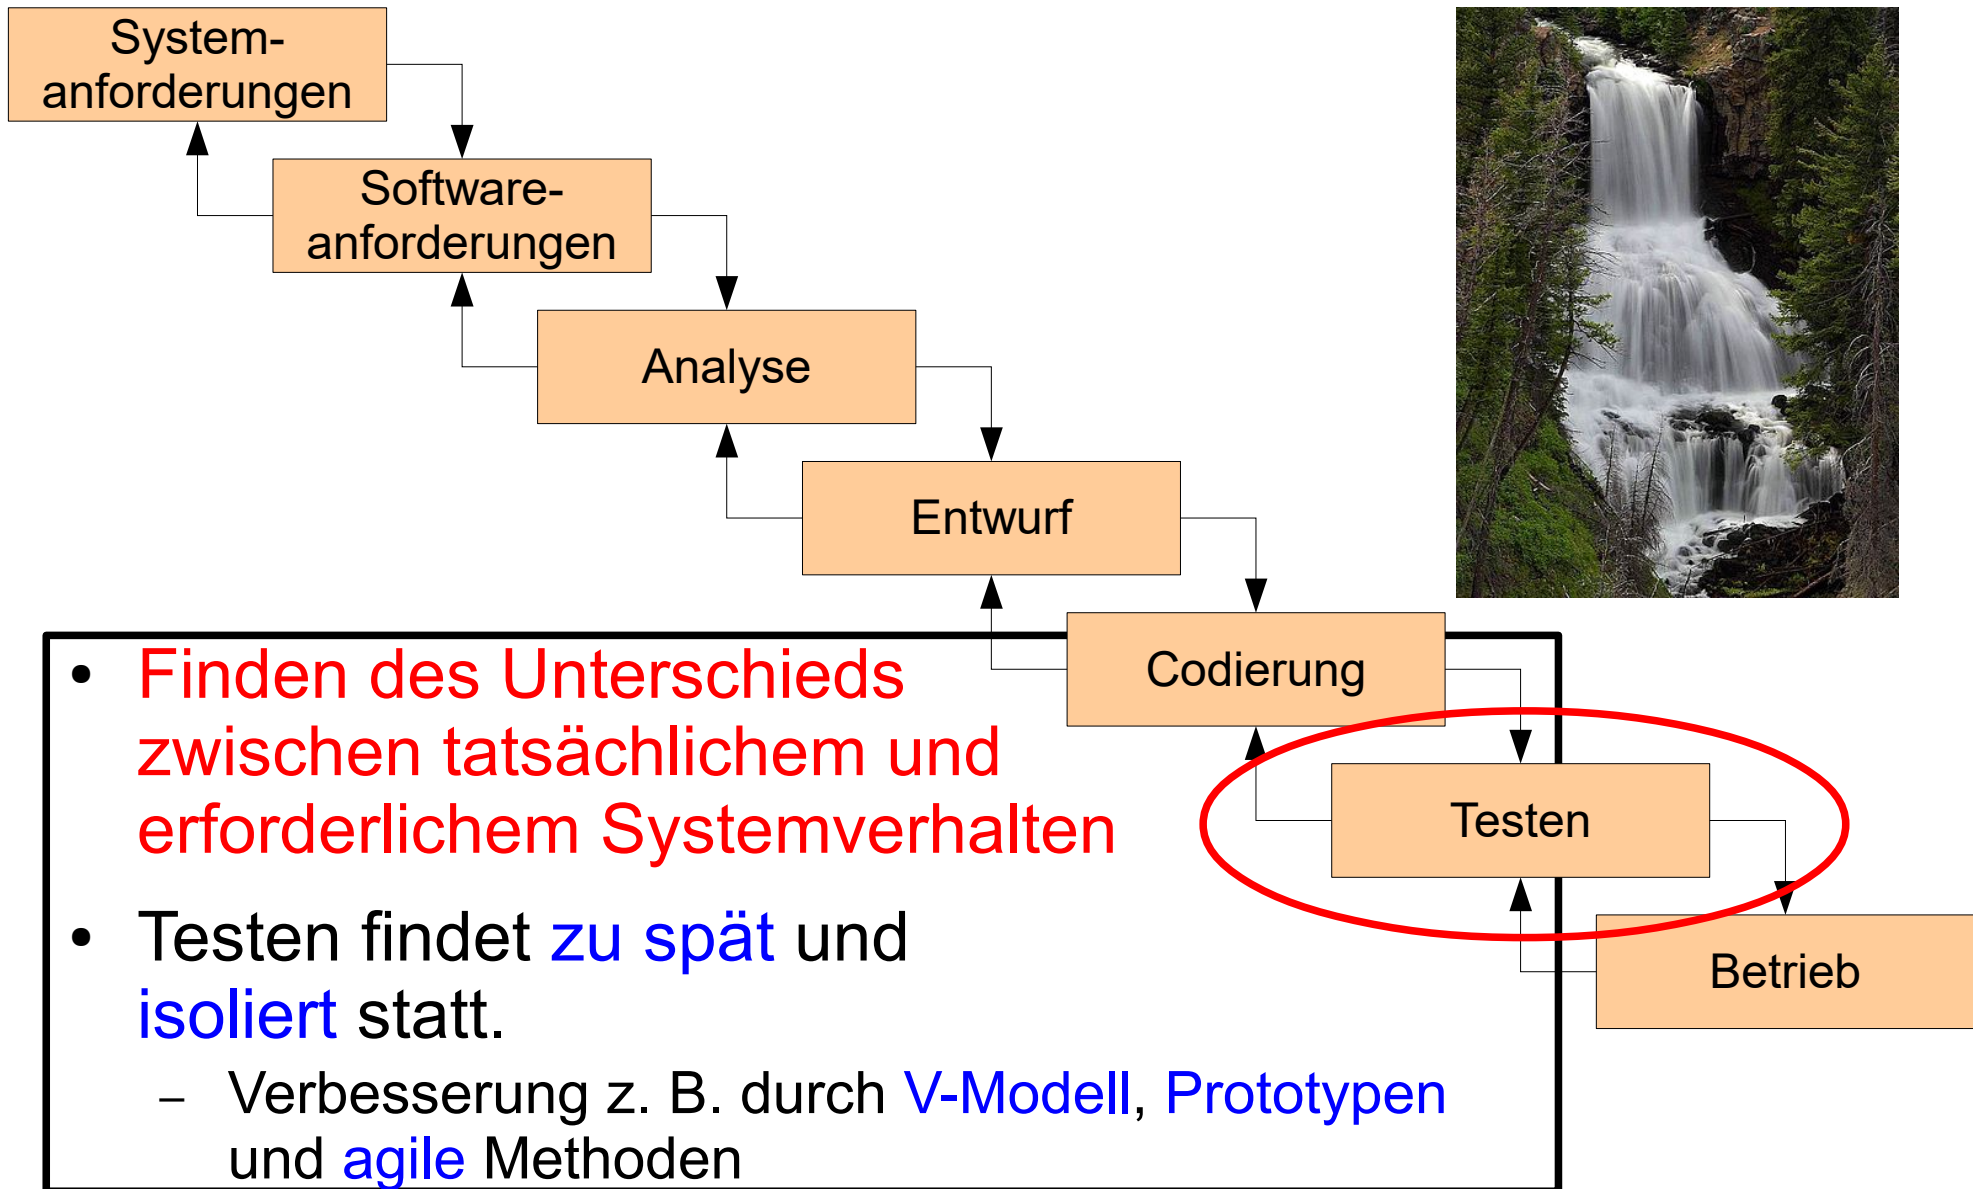 System-
anforderungen
Software-
anforderungen
Analyse
Entwurf
Codierung
Testen
Betrieb
• Finden des Unterschieds
zwischen tatsächlichem und
erforderlichem Systemverhalten
• Testen findet zu spät und
isoliert statt.
– Verbesserung z. B. durch V-Modell, Prototypen
und agile Methoden